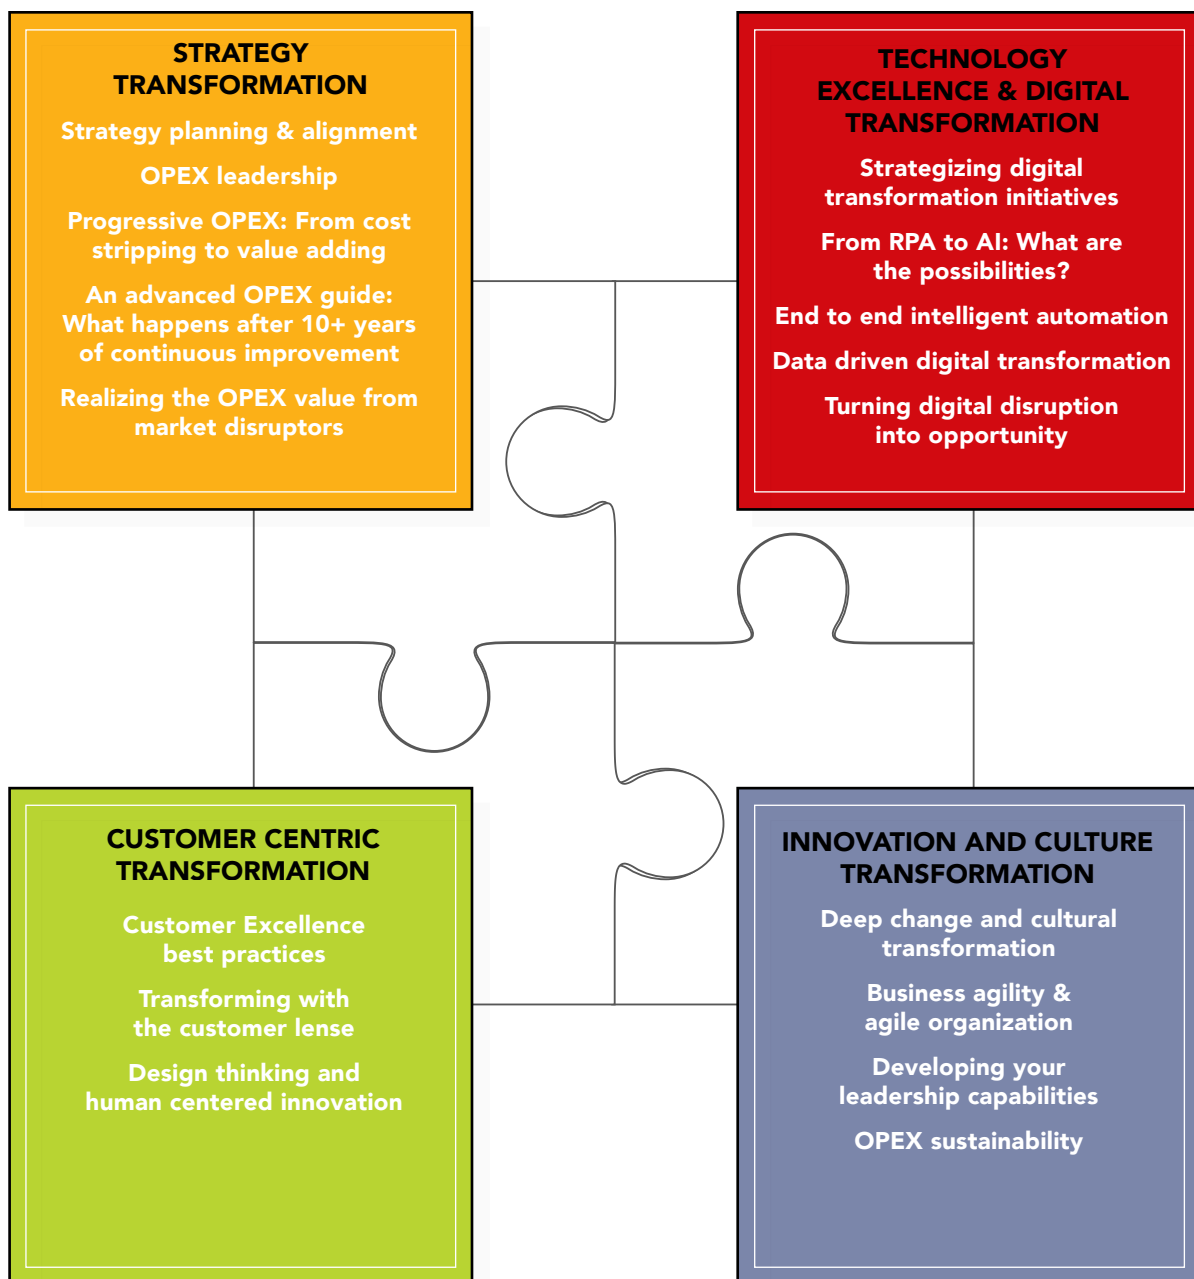 STRATEGY
TRANSFORMATION
Strategy planning & alignment
OPEX leadership
Progressive OPEX: From cost
stripping to value adding
An advanced OPEX guide:
What happens after 10+ years
of continuous improvement
Realizing the OPEX value from
market disruptors
TECHNOLOGY
EXCELLENCE & DIGITAL
TRANSFORMATION
Strategizing digital
transformation initiatives
From RPA to AI: What are
the possibilities?
End to end intelligent automation
Data driven digital transformation
Turning digital disruption
into opportunity
CUSTOMER CENTRIC
TRANSFORMATION
Customer Excellence
best practices
Transforming with
the customer lense
Design thinking and
human centered innovation
INNOVATION AND CULTURE
TRANSFORMATION
Deep change and cultural
transformation
Business agility &
agile organization
Developing your
leadership capabilities
OPEX sustainability